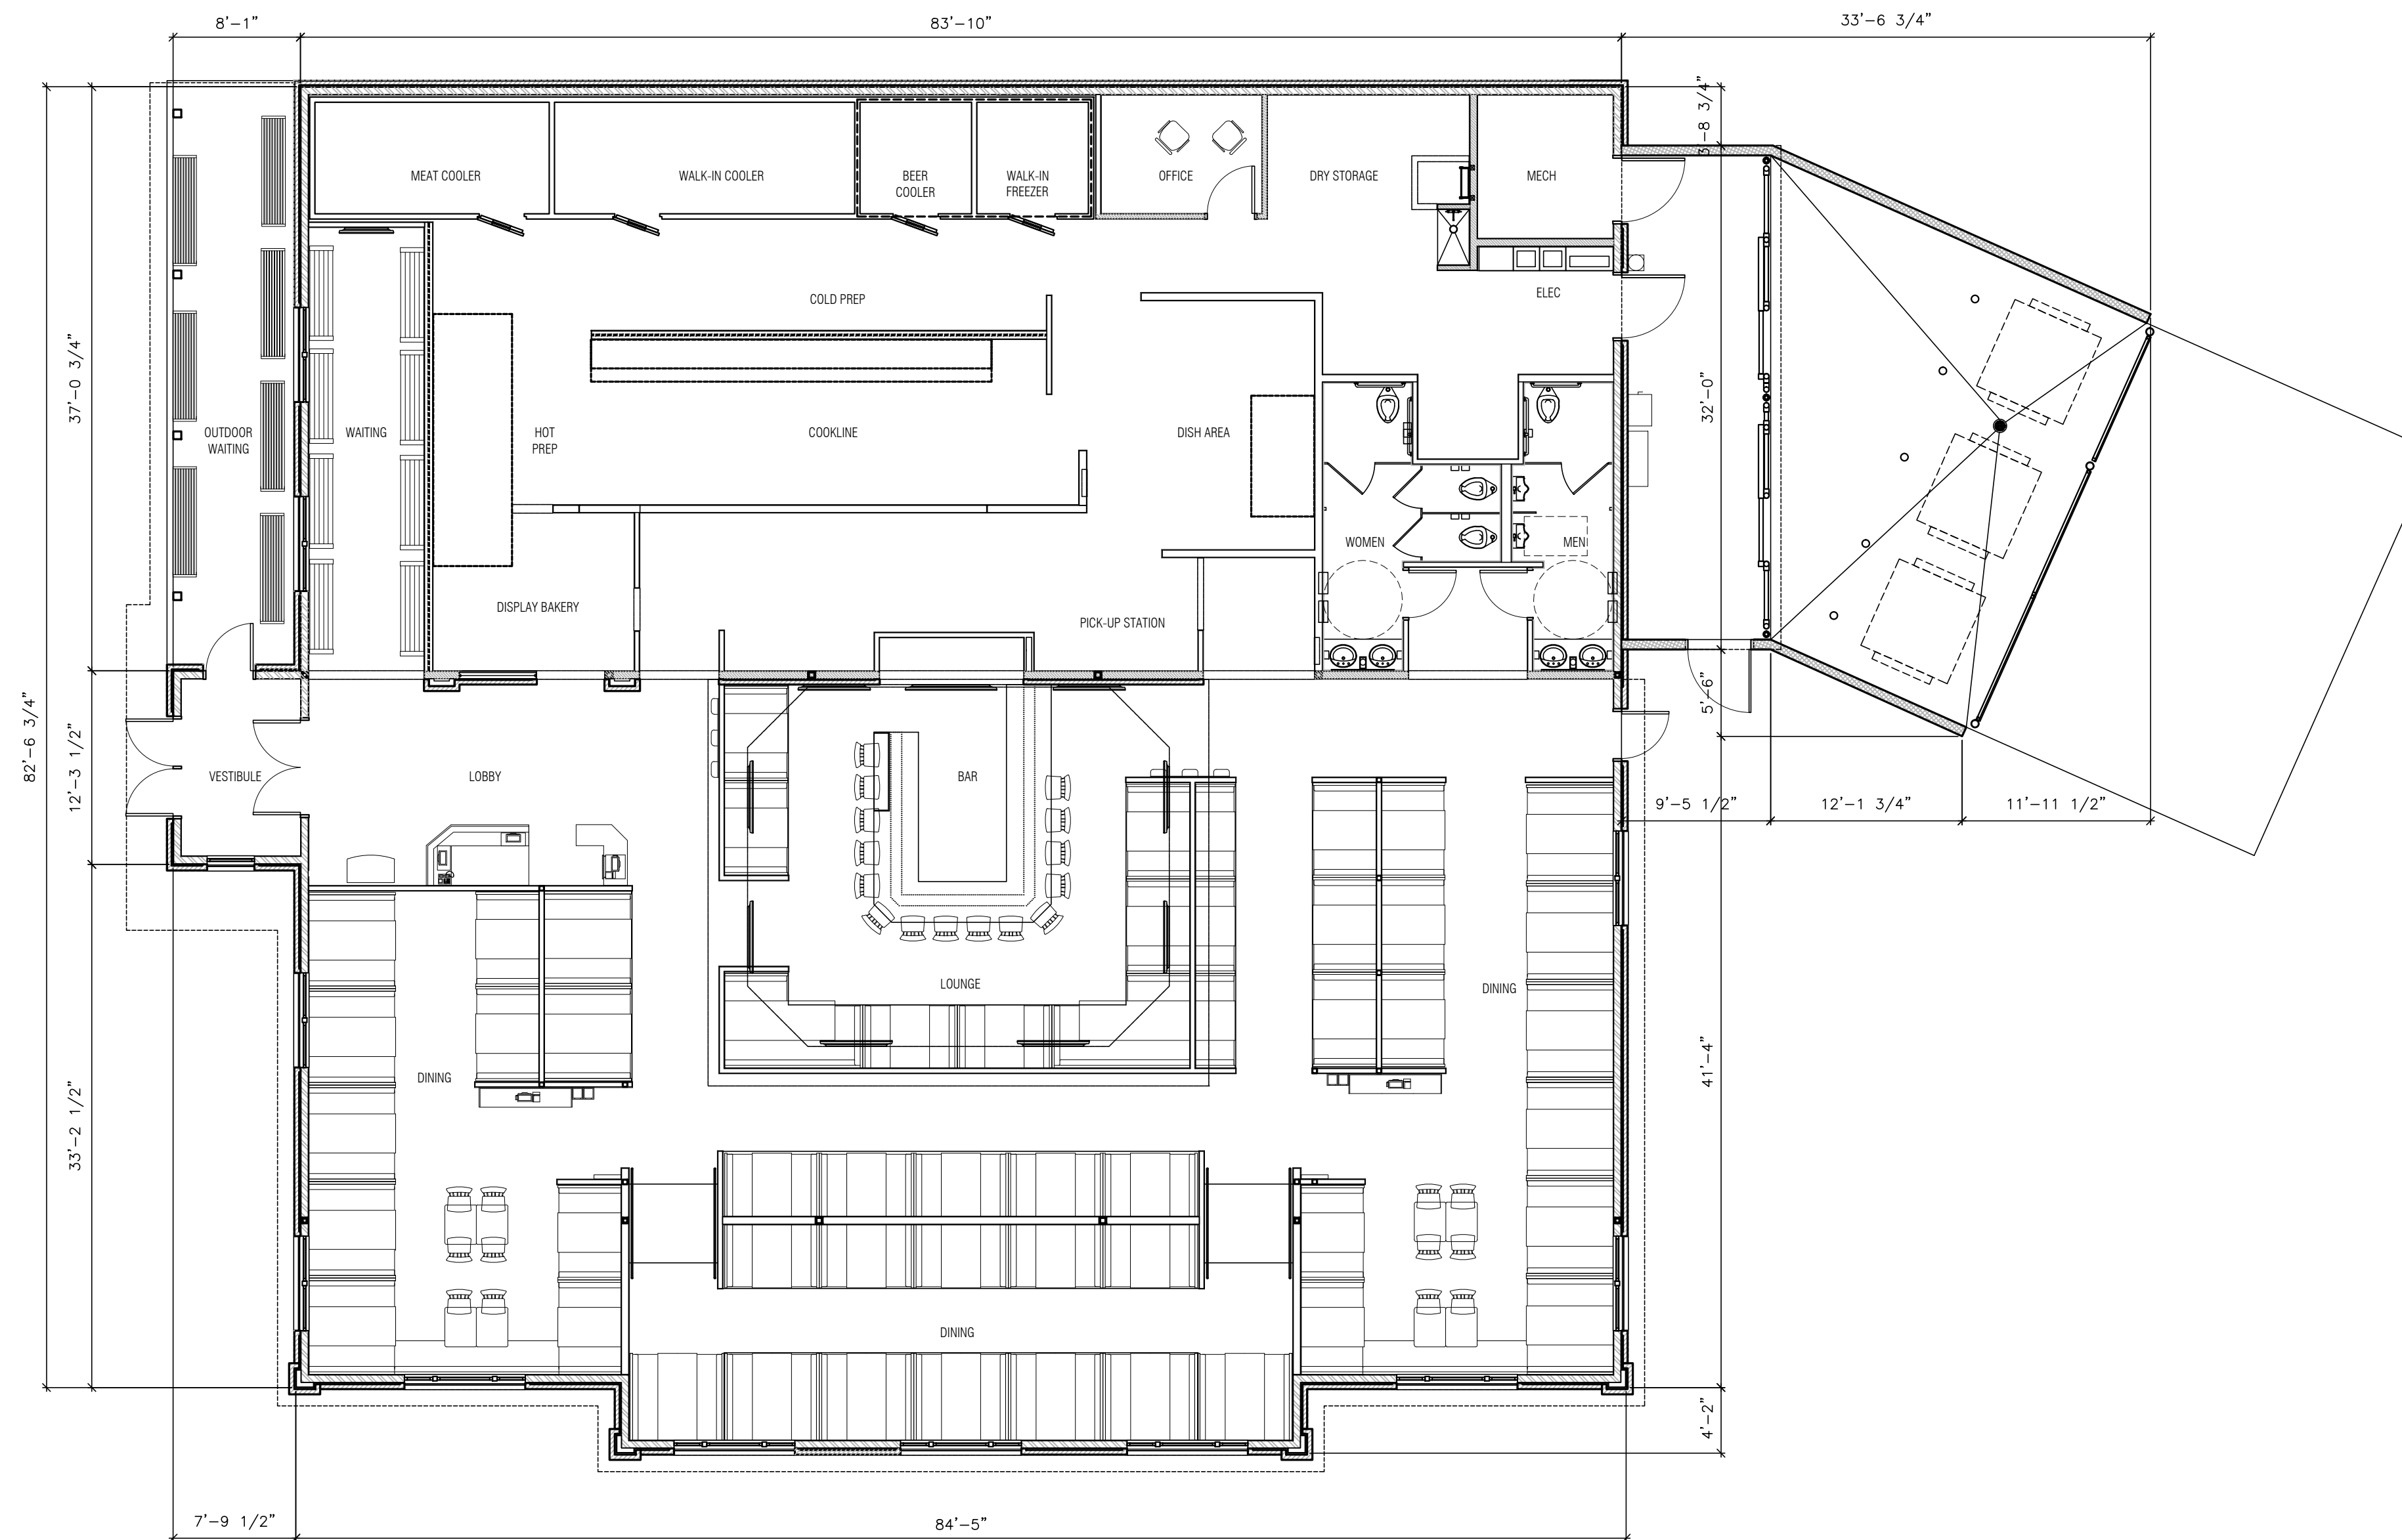 8'-1"
83'-10"
33'-6 3/4"
3'-8 3/4"
MEAT COOLER
WALK-IN COOLER
BEER
COOLER
WALK-IN
FREEZER
OFFICE
DRY STORAGE
MECH
COLD PREP
ELEC
37'-0 3/4"
32'-0"
OUTDOOR
WAITING
WAITING
HOT
PREP
COOKLINE
DISH AREA
WOMEN
MEN
DISPLAY BAKERY
PICK-UP STATION
5'-6"
82'-6 3/4"
12'-3 1/2"
VESTIBULE
LOBBY
BAR
9'-5 1/2"
12'-1 3/4"
11'-11 1/2"
LOUNGE
DINING
DINING
41'-4"
33'-2 1/2"
DINING
4'-2"
7'-9 1/2"
84'-5"